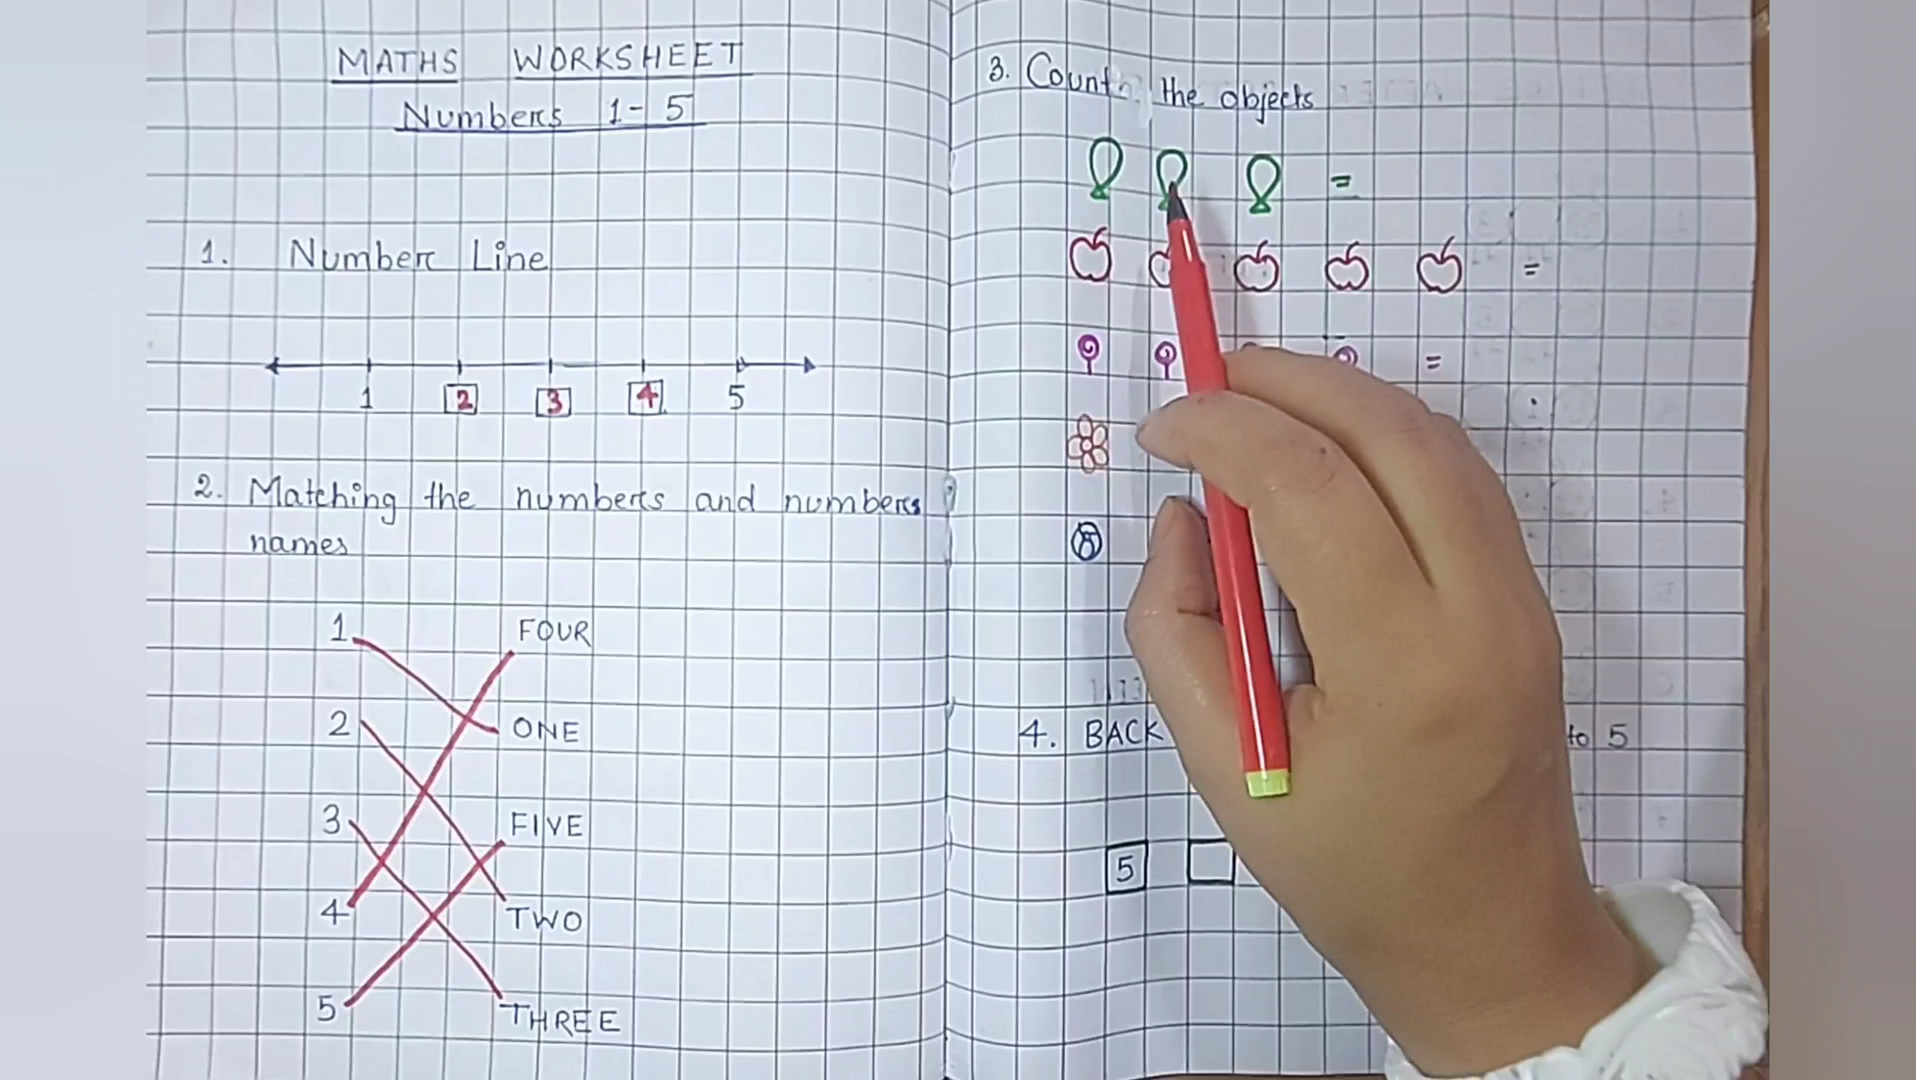 MATHS WORKSHEET
Numbers 1-5
1. Number Line
1 2 3 4 5
2. Matching the numbers and numbers
names
1 FOUR
2 ONE
3 FIVE
4 TWO
5 THREE
3. Count the objects
=
=
=
4. BACK to 5
5